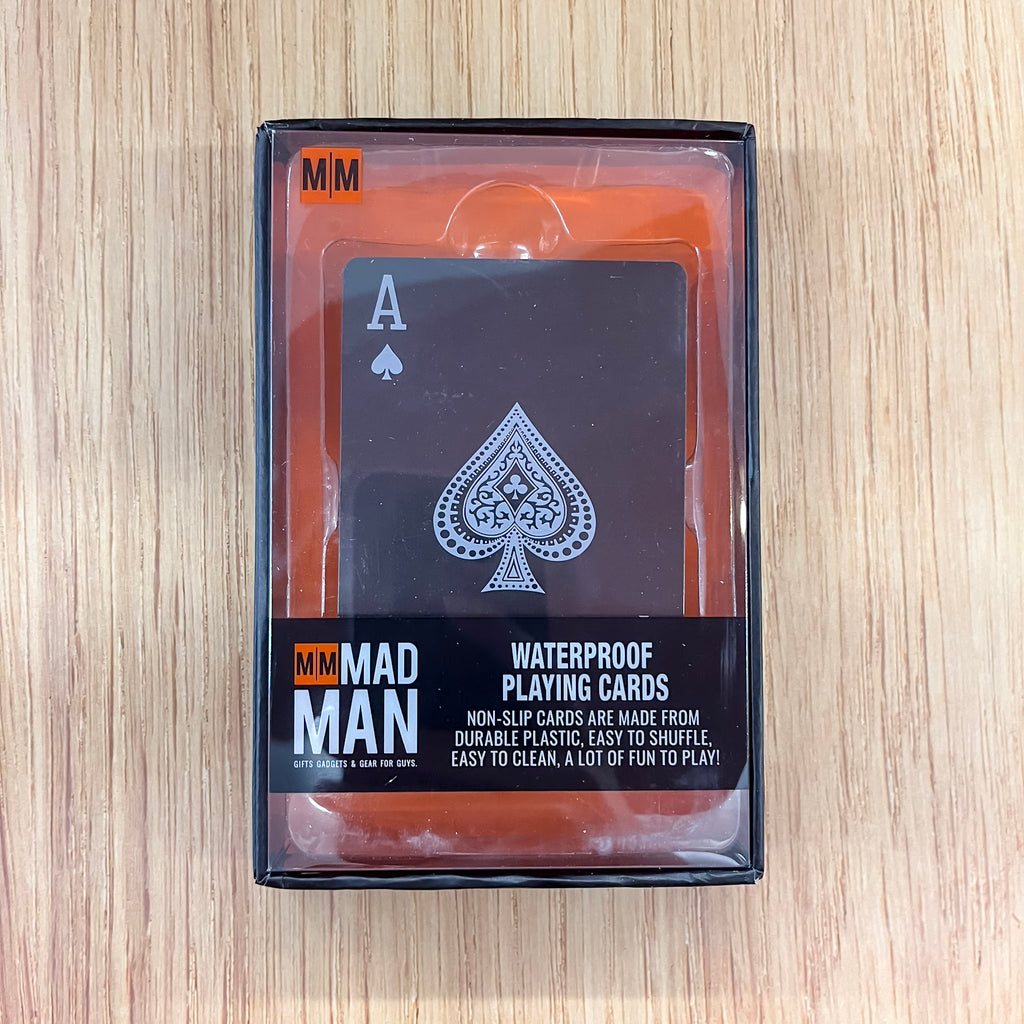 M|M
A
M|M MAD
MAN
GIFTS GADGETS & GEAR FOR GUYS.
WATERPROOF
PLAYING CARDS
NON-SLIP CARDS ARE MADE FROM
DURABLE PLASTIC, EASY TO SHUFFLE,
EASY TO CLEAN, A LOT OF FUN TO PLAY!